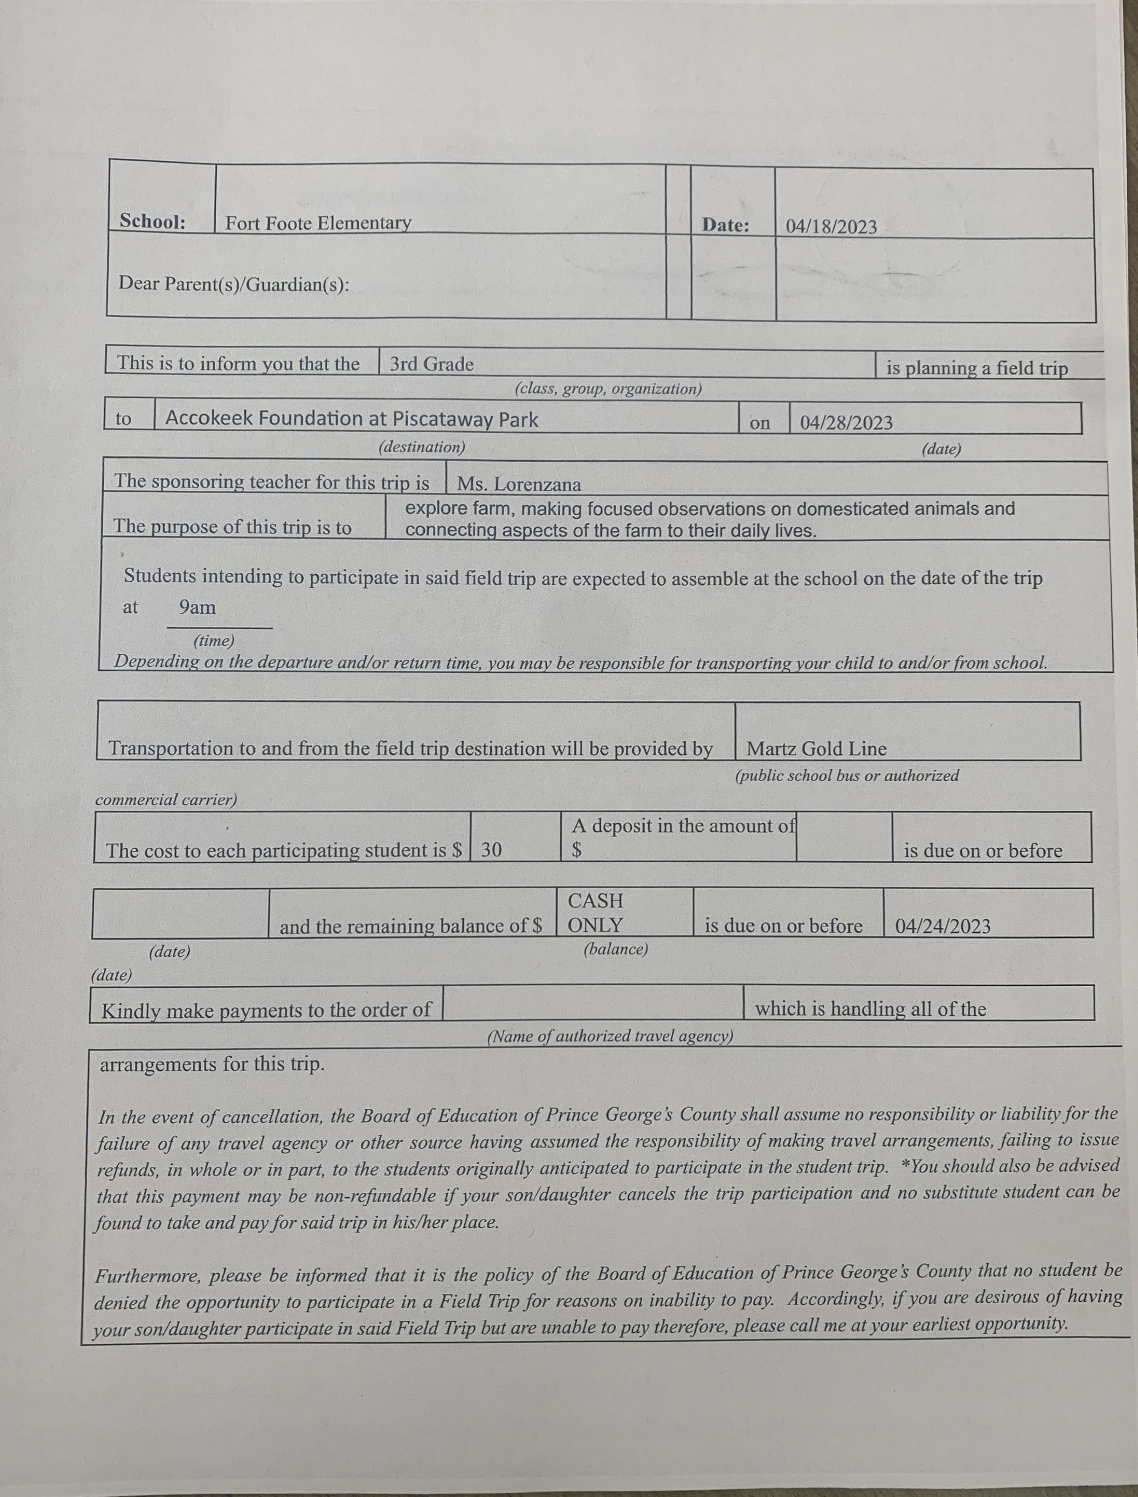 School: Fort Foote Elementary Date: 04/18/2023
Dear Parent(s)/Guardian(s):
This is to inform you that the 3rd Grade is planning a field trip
(class, group, organization)
to Accokeek Foundation at Piscataway Park on 04/28/2023
(destination) (date)
The sponsoring teacher for this trip is Ms. Lorenzana
explore farm, making focused observations on domesticated animals and
The purpose of this trip is to connecting aspects of the farm to their daily lives.
Students intending to participate in said field trip are expected to assemble at the school on the date of the trip
at 9am
(time)
Depending on the departure and/or return time, you may be responsible for transporting your child to and/or from school.
Transportation to and from the field trip destination will be provided by Martz Gold Line
(public school bus or authorized
commercial carrier)
A deposit in the amount of
The cost to each participating student is $ 30 $ is due on or before
CASH
and the remaining balance of $ ONLY is due on or before 04/24/2023
(date) (balance)
(date)
Kindly make payments to the order of which is handling all of the
(Name of authorized travel agency)
arrangements for this trip.
In the event of cancellation, the Board of Education of Prince George's County shall assume no responsibility or liability for the
failure of any travel agency or other source having assumed the responsibility of making travel arrangements, failing to issue
refunds, in whole or in part, to the students originally anticipated to participate in the student trip. *You should also be advised
that this payment may be non-refundable if your son/daughter cancels the trip participation and no substitute student can be
found to take and pay for said trip in his/her place.
Furthermore, please be informed that it is the policy of the Board of Education of Prince George's County that no student be
denied the opportunity to participate in a Field Trip for reasons on inability to pay. Accordingly, if you are desirous of having
your son/daughter participate in said Field Trip but are unable to pay therefore, please call me at your earliest opportunity.